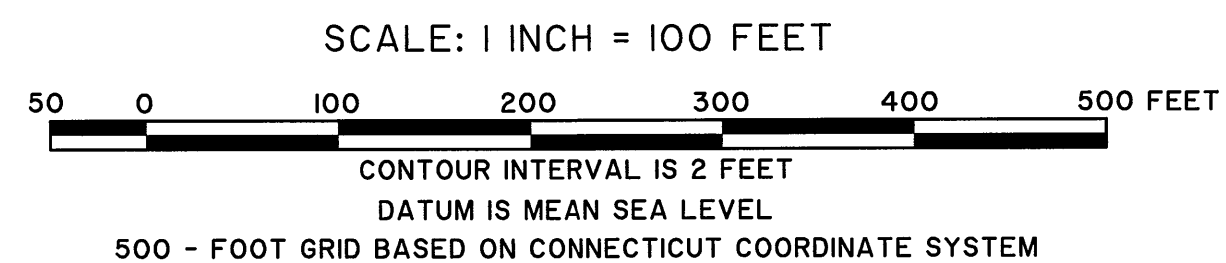 SCALE: 1 INCH = 100 FEET
50 0 100 200 300 400 500 FEET
CONTOUR INTERVAL IS 2 FEET
DATUM IS MEAN SEA LEVEL
500 - FOOT GRID BASED ON CONNECTICUT COORDINATE SYSTEM